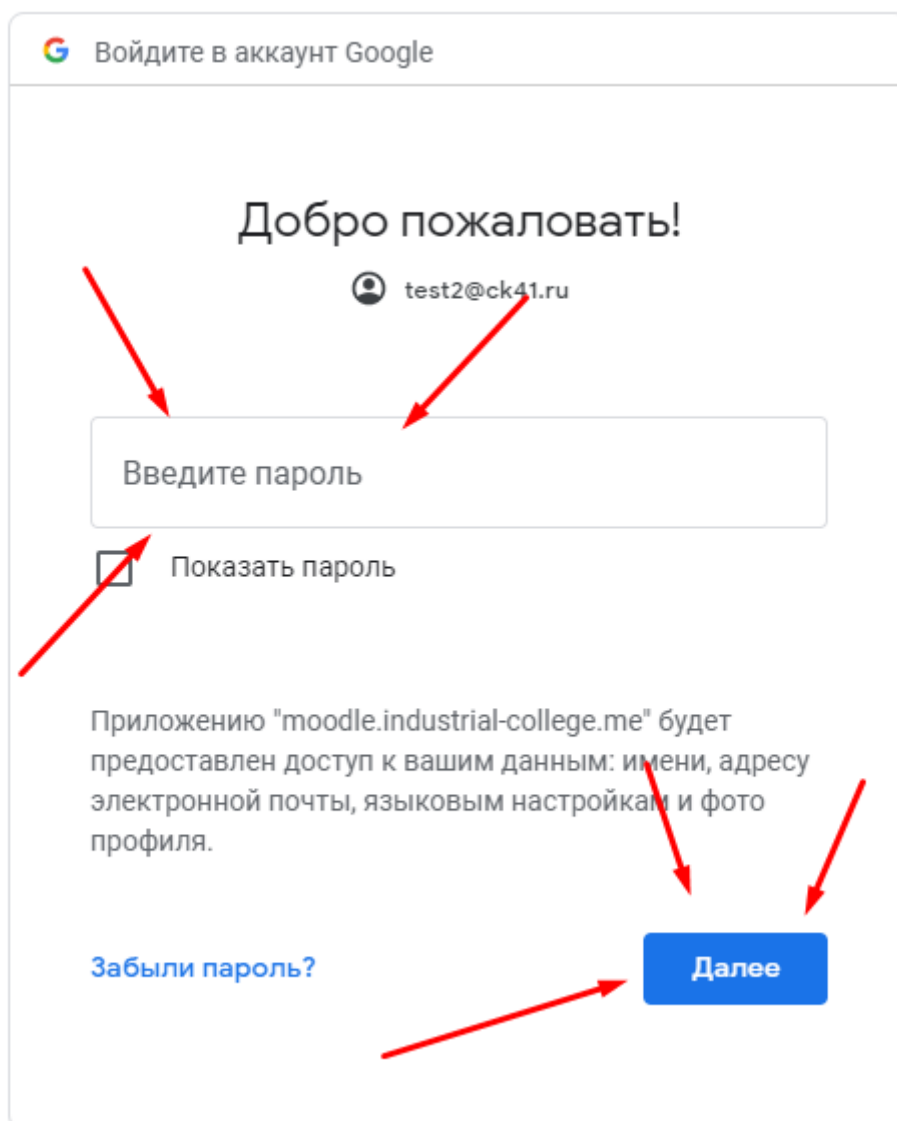 Войдите в аккаунт Google
Добро пожаловать!
test2@ck41.ru
Введите пароль
Показать пароль
Приложению "moodle.industrial-college.me" будет
предоставлен доступ к вашим данным: имени, адресу
электронной почты, языковым настройкам и фото
профиля.
Забыли пароль?
Далее